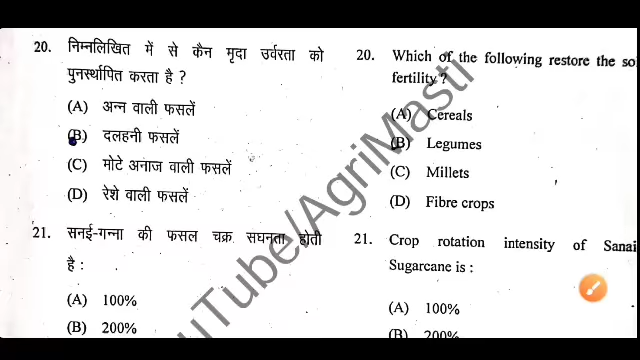 20. निम्नलिखित में से कैन मृदा उर्वरता को
पुनर्स्थापित करता है ?
(A) अन्न वाली फसलें
(B) दलहनी फसलें
(C) मोटे अनाज वाली फसलें
(D) रेशे वाली फसलें
21. सनई-गन्ना की फसल चक्र सघनता होती
है :
(A) 100%
(B) 200%
20. Which of the following restore the so
fertility ?
(A) Cereals
(B) Legumes
(C) Millets
(D) Fibre crops
21. Crop rotation intensity of Sanai
Sugarcane is :
(A) 100%
(B) 200%
uTube/AgriMasti